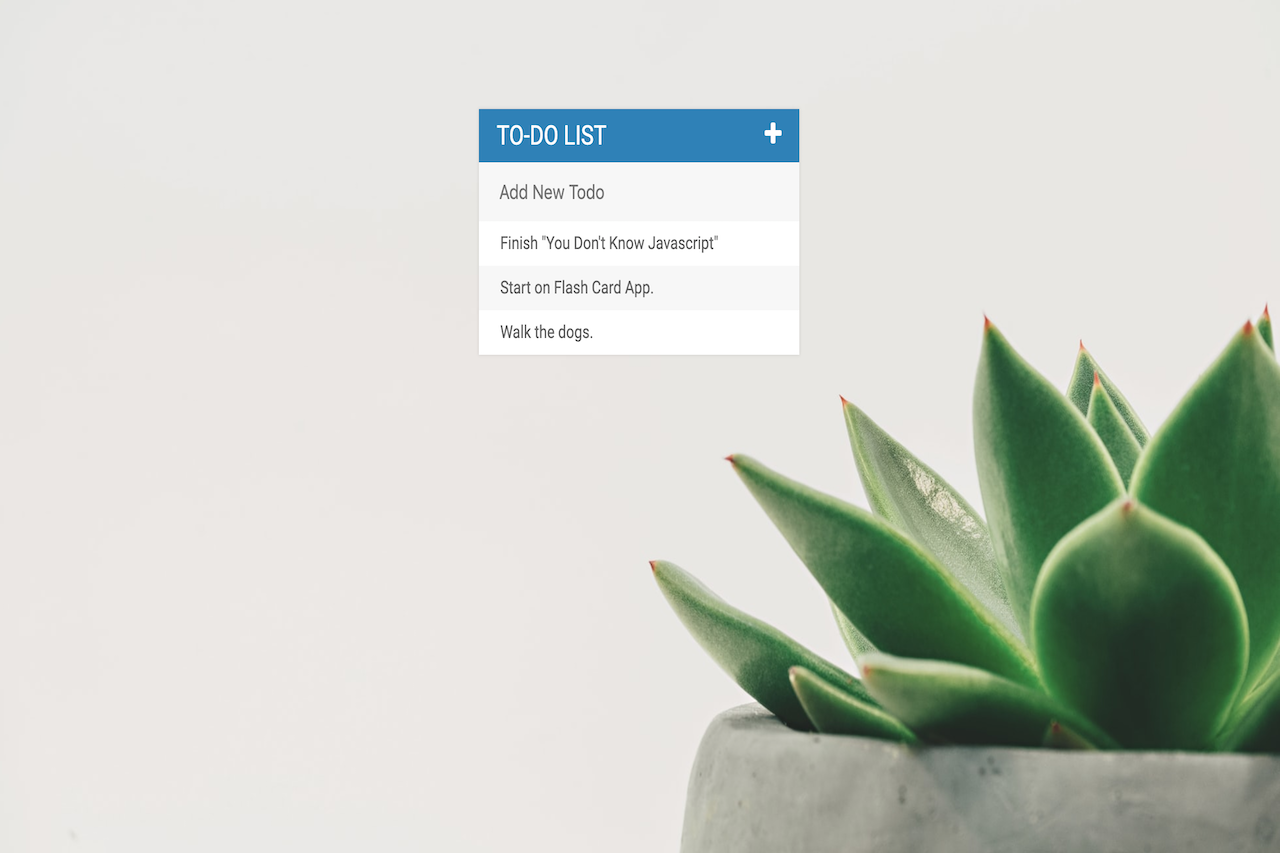 TO-DO LIST
Add New Todo
Finish "You Don't Know Javascript"
Start on Flash Card App.
Walk the dogs.